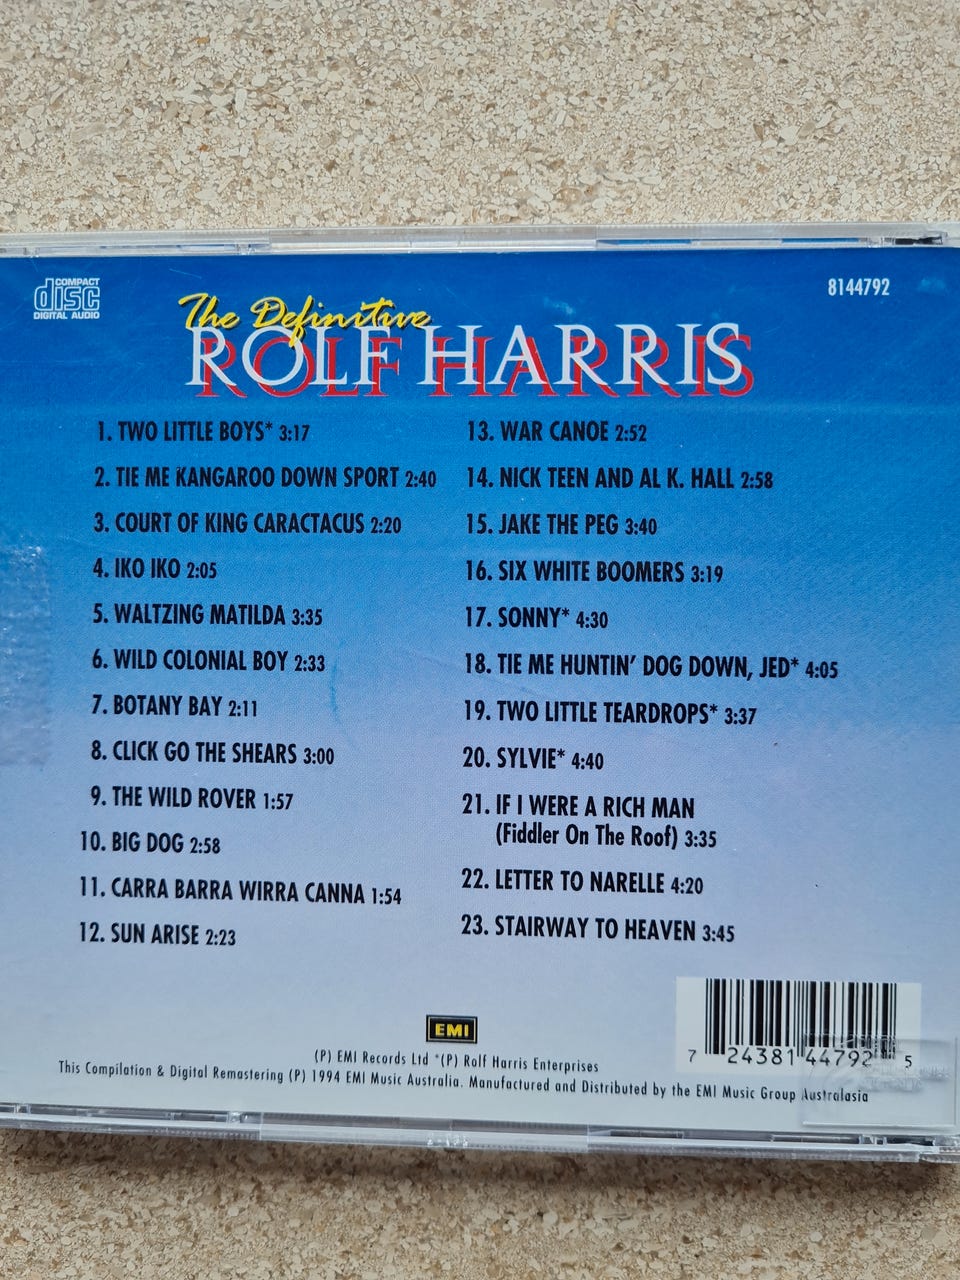 COMPACT
disc
DIGITAL AUDIO
8144792
The Definitive
ROLF HARRIS
1. TWO LITTLE BOYS* 3:17
2. TIE ME KANGAROO DOWN SPORT 2:40
3. COURT OF KING CARACTACUS 2:20
4. IKO IKO 2:05
5. WALTZING MATILDA 3:35
6. WILD COLONIAL BOY 2:33
7. BOTANY BAY 2:11
8. CLICK GO THE SHEARS 3:00
9. THE WILD ROVER 1:57
10. BIG DOG 2:58
11. CARRA BARRA WIRRA CANNA 1:54
12. SUN ARISE 2:23
13. WAR CANOE 2:52
14. NICK TEEN AND AL K. HALL 2:58
15. JAKE THE PEG 3:40
16. SIX WHITE BOOMERS 3:19
17. SONNY* 4:30
18. TIE ME HUNTIN' DOG DOWN, JED* 4:05
19. TWO LITTLE TEARDROPS* 3:37
20. SYLVIE* 4:40
21. IF I WERE A RICH MAN
(Fiddler On The Roof) 3:35
22. LETTER TO NARELLE 4:20
23. STAIRWAY TO HEAVEN 3:45
EMI
(P) EMI Records Ltd *(P) Rolf Harris Enterprises
This Compilation & Digital Remastering (P) 1994 EMI Music Australia. Manufactured and Distributed by the EMI Music Group Australasia
7 24381 44792 5